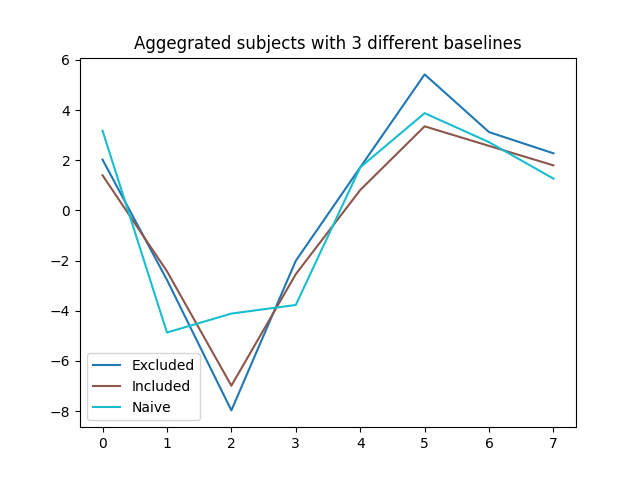 Aggegrated subjects with 3 different baselines
6
4
2
0
−2
−4
−6
−8
Excluded
Included
Naive
0 1 2 3 4 5 6 7